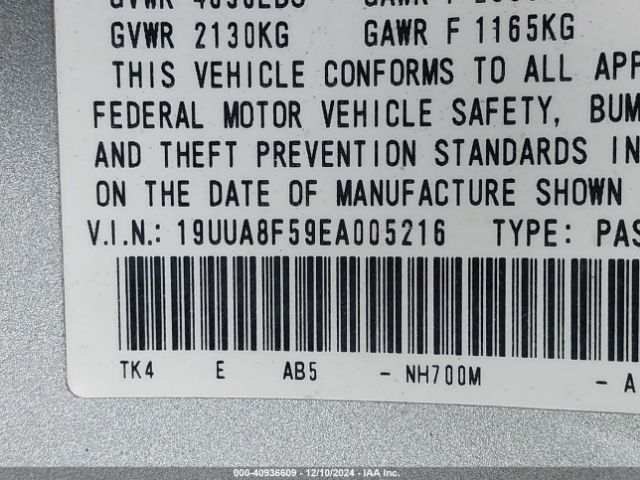 GVWR
GVWR 2130KG GAWR F 1165KG
THIS VEHICLE CONFORMS TO ALL APP
FEDERAL MOTOR VEHICLE SAFETY, BUM
AND THEFT PREVENTION STANDARDS IN
ON THE DATE OF MANUFACTURE SHOWN
V.I.N.: 19UUA8F59EA005216 TYPE: PAS
TK4 E AB5 - NH700M - A
000-40936609 - 12/10/2024 - IAA Inc.